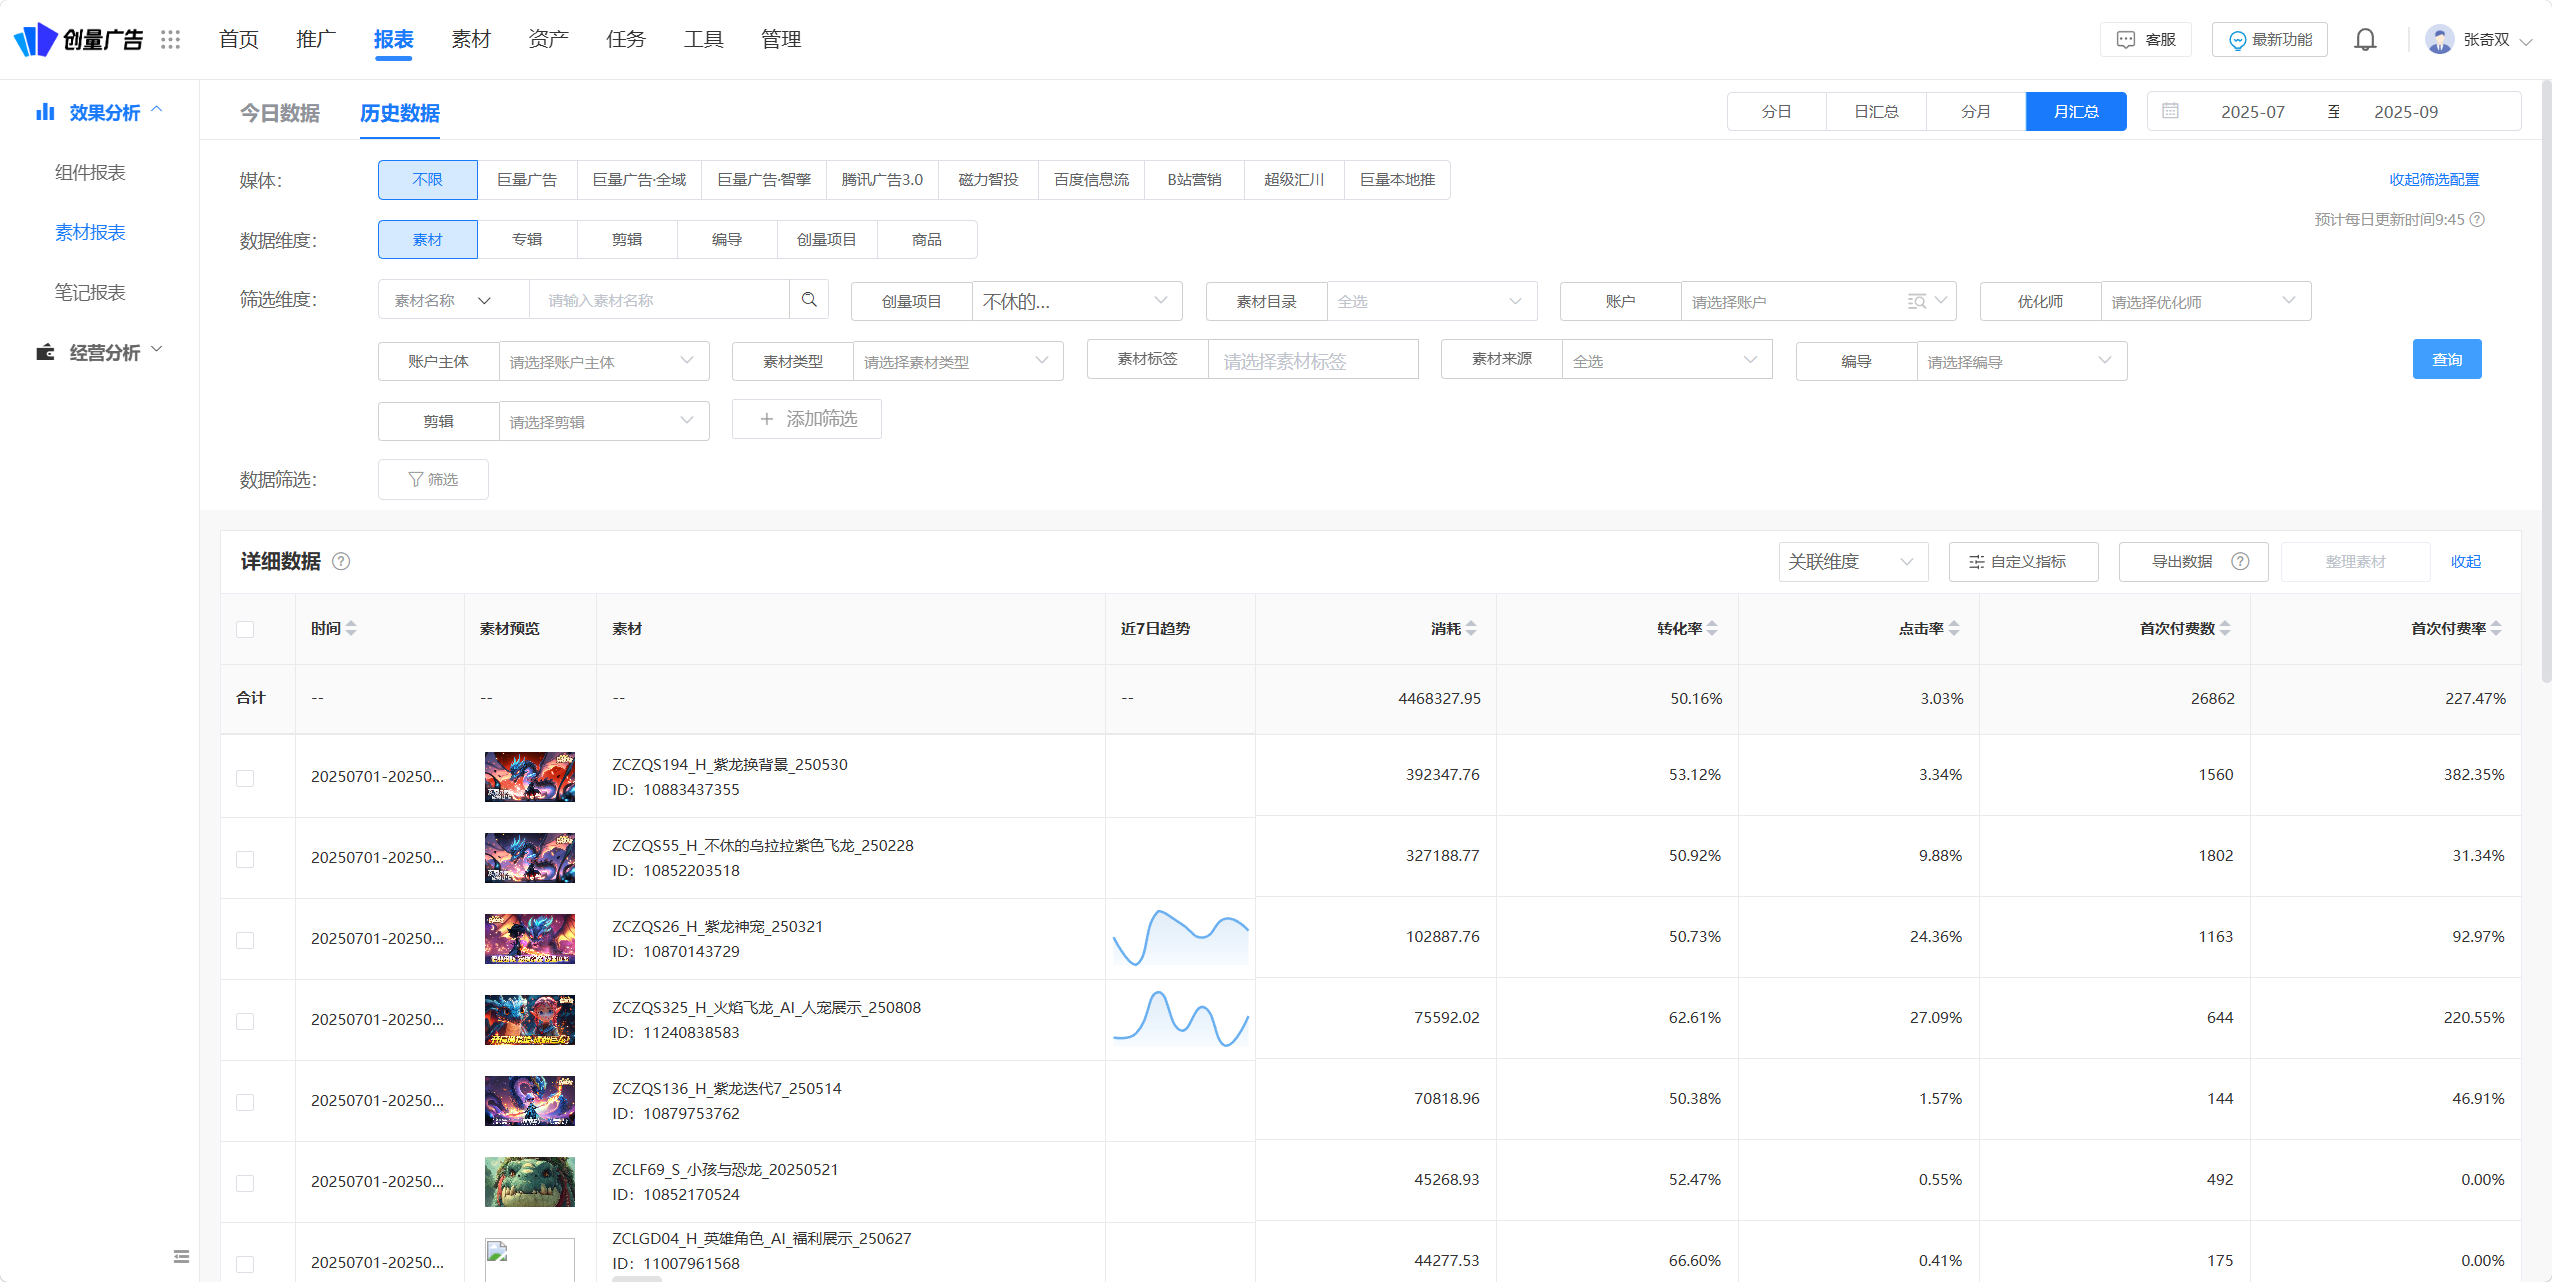 创量广告
首页 推广 报表 素材 资产 任务 工具 管理
客服 最新功能 张奇双
效果分析
组件报表
素材报表
笔记报表
经营分析
今日数据 历史数据
分日 日汇总 分月 月汇总 2025-07 至 2025-09
媒体: 不限 巨量广告 巨量广告·全域 巨量广告·智擎 腾讯广告3.0 磁力智投 百度信息流 B站营销 超级汇川 巨量本地推
收起筛选配置
预计每日更新时间9:45
数据维度: 素材 专辑 剪辑 编导 创量项目 商品
筛选维度: 素材名称 请输入素材名称 创量项目 不休的... 素材目录 全选 账户 请选择账户 优化师 请选择优化师
账户主体 请选择账户主体 素材类型 请选择素材类型 素材标签 请选择素材标签 素材来源 全选 编导 请选择编导 查询
剪辑 请选择剪辑 + 添加筛选
数据筛选: 筛选
详细数据 关联维度 自定义指标 导出数据 整理素材 收起
时间 素材预览 素材 近7日趋势 消耗 转化率 点击率 首次付费数 首次付费率
合计 -- -- -- -- 4468327.95 50.16% 3.03% 26862 227.47%
ZCZQS194_H_紫龙换背景_250530
20250701-20250... 392347.76 53.12% 3.34% 1560 382.35%
ID: 10883437355
ZCZQS55_H_不休的乌拉拉紫色飞龙_250228
20250701-20250... 327188.77 50.92% 9.88% 1802 31.34%
ID: 10852203518
ZCZQS26_H_紫龙神宠_250321
20250701-20250... 102887.76 50.73% 24.36% 1163 92.97%
ID: 10870143729
ZCZQS325_H_火焰飞龙_AI_人宠展示_250808
20250701-20250... 75592.02 62.61% 27.09% 644 220.55%
ID: 11240838583
ZCZQS136_H_紫龙迭代7_250514
20250701-20250... 70818.96 50.38% 1.57% 144 46.91%
ID: 10879753762
ZCLF69_S_小孩与恐龙_20250521
20250701-20250... 45268.93 52.47% 0.55% 492 0.00%
ID: 10852170524
ZCLGD04_H_英雄角色_AI_福利展示_250627
20250701-20250... 44277.53 66.60% 0.41% 175 0.00%
ID: 11007961568